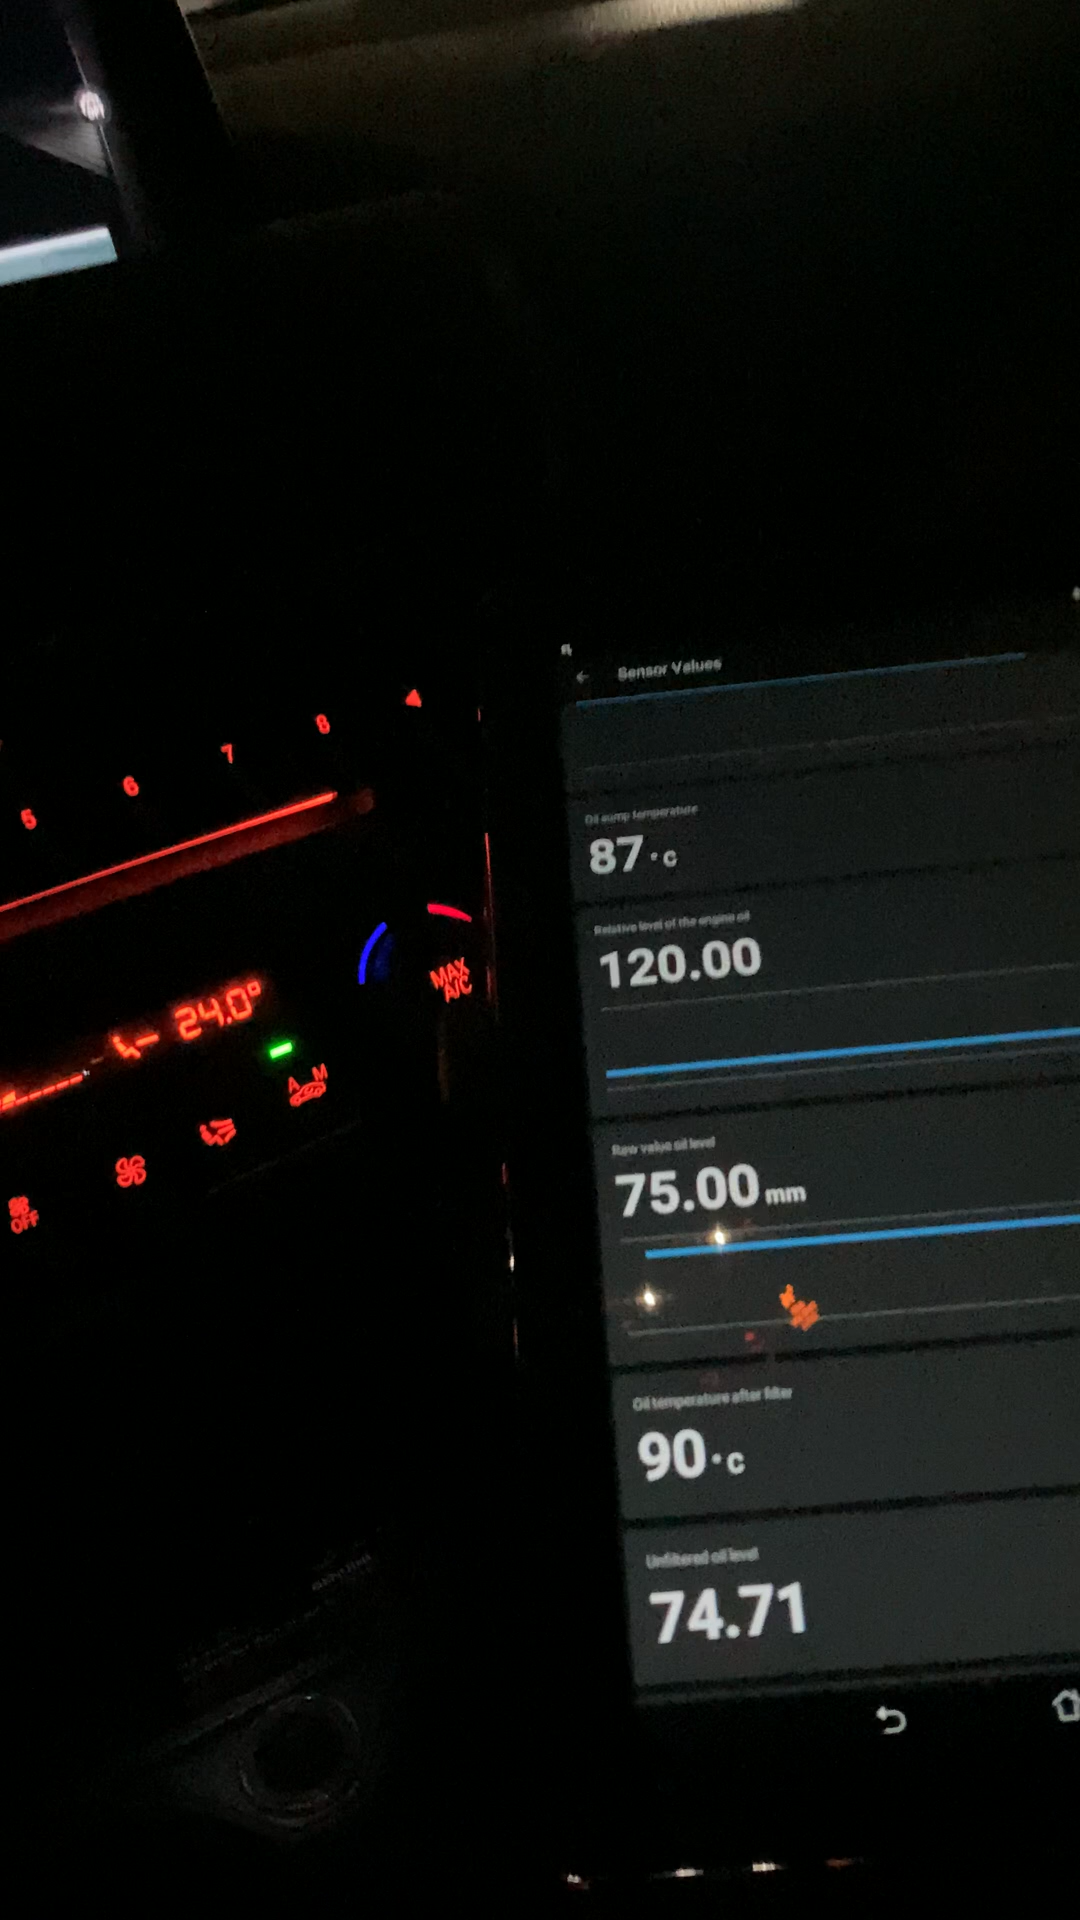 Sensor Values
Oil sump temperature
87 °C
Relative level of the engine oil
120.00
Raw value oil level
75.00 mm
Oil temperature after filter
90 °C
Unfiltered oil level
74.71
5 6 7 8
MAX
A/C
24.0°
A M
OFF